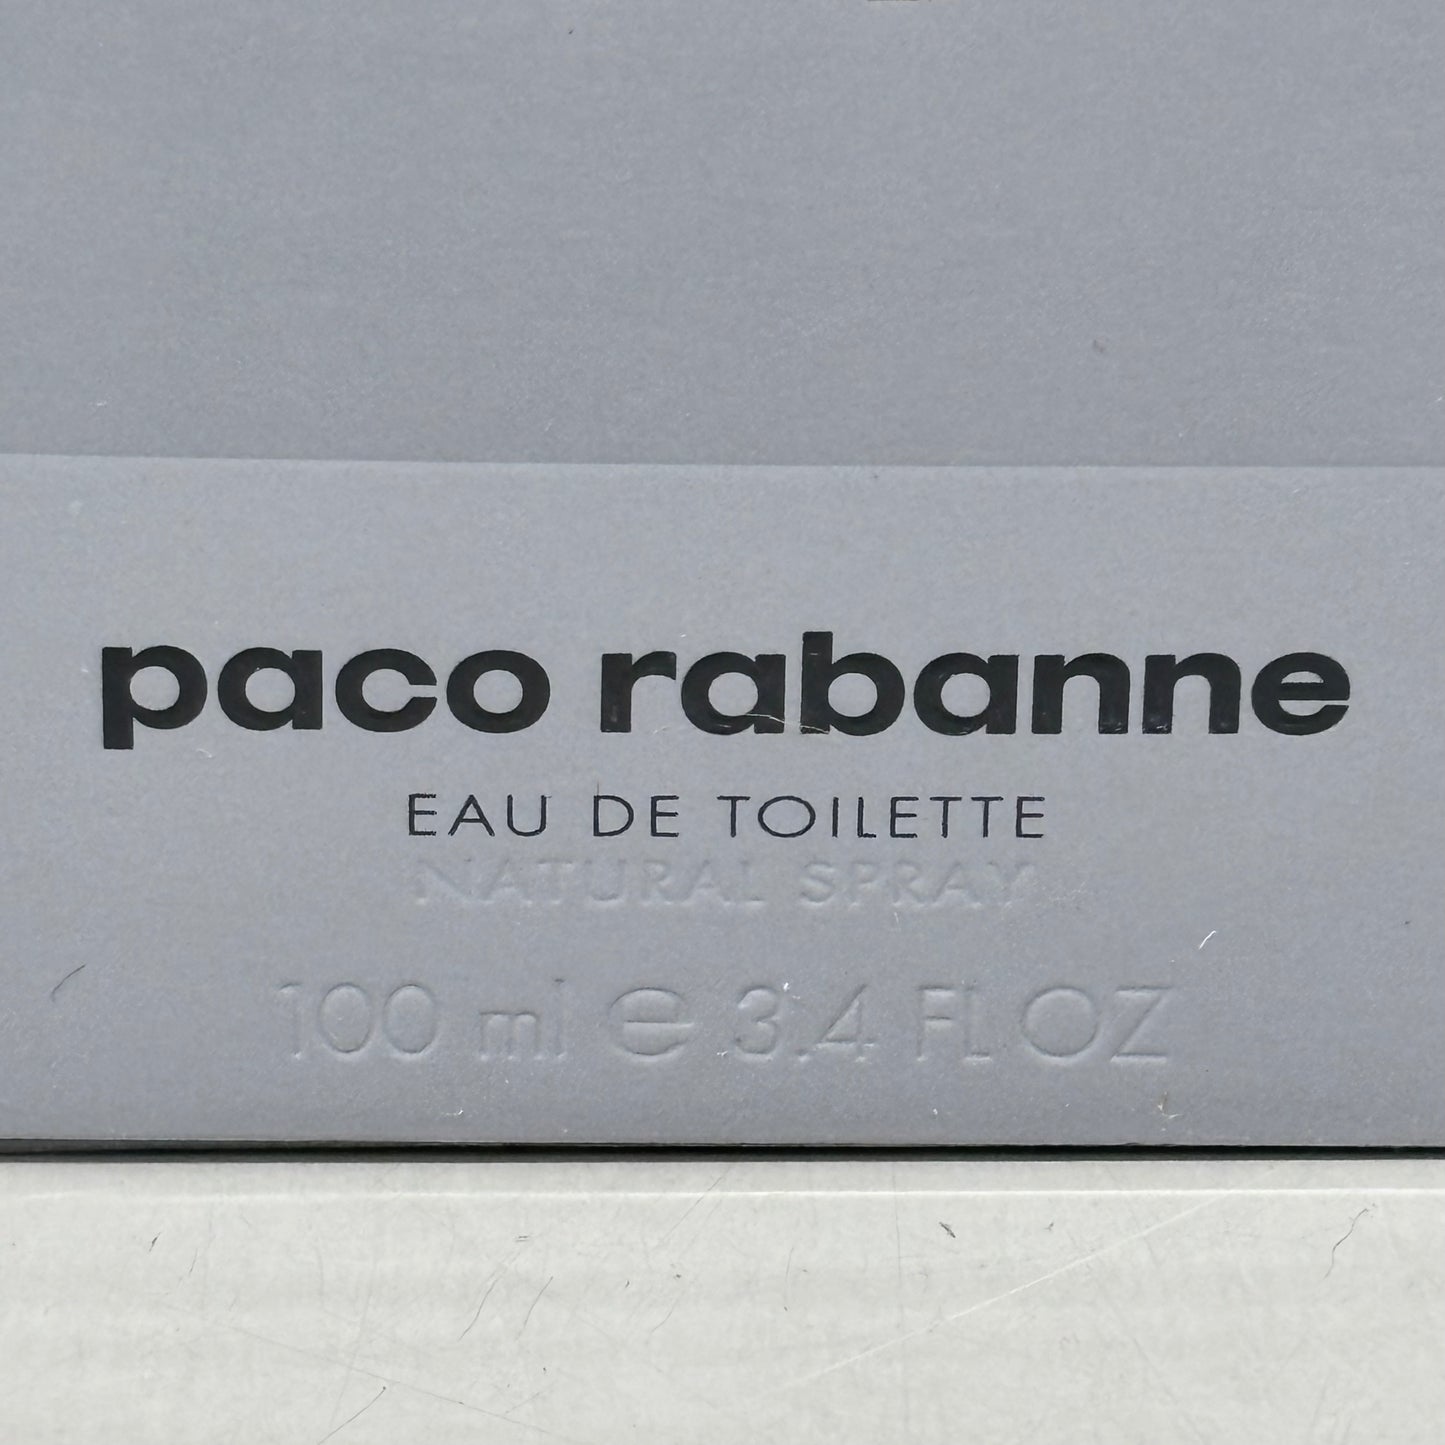 paco rabanne
EAU DE TOILETTE
NATURAL SPRAY
100 ml ℮ 3.4 FL OZ